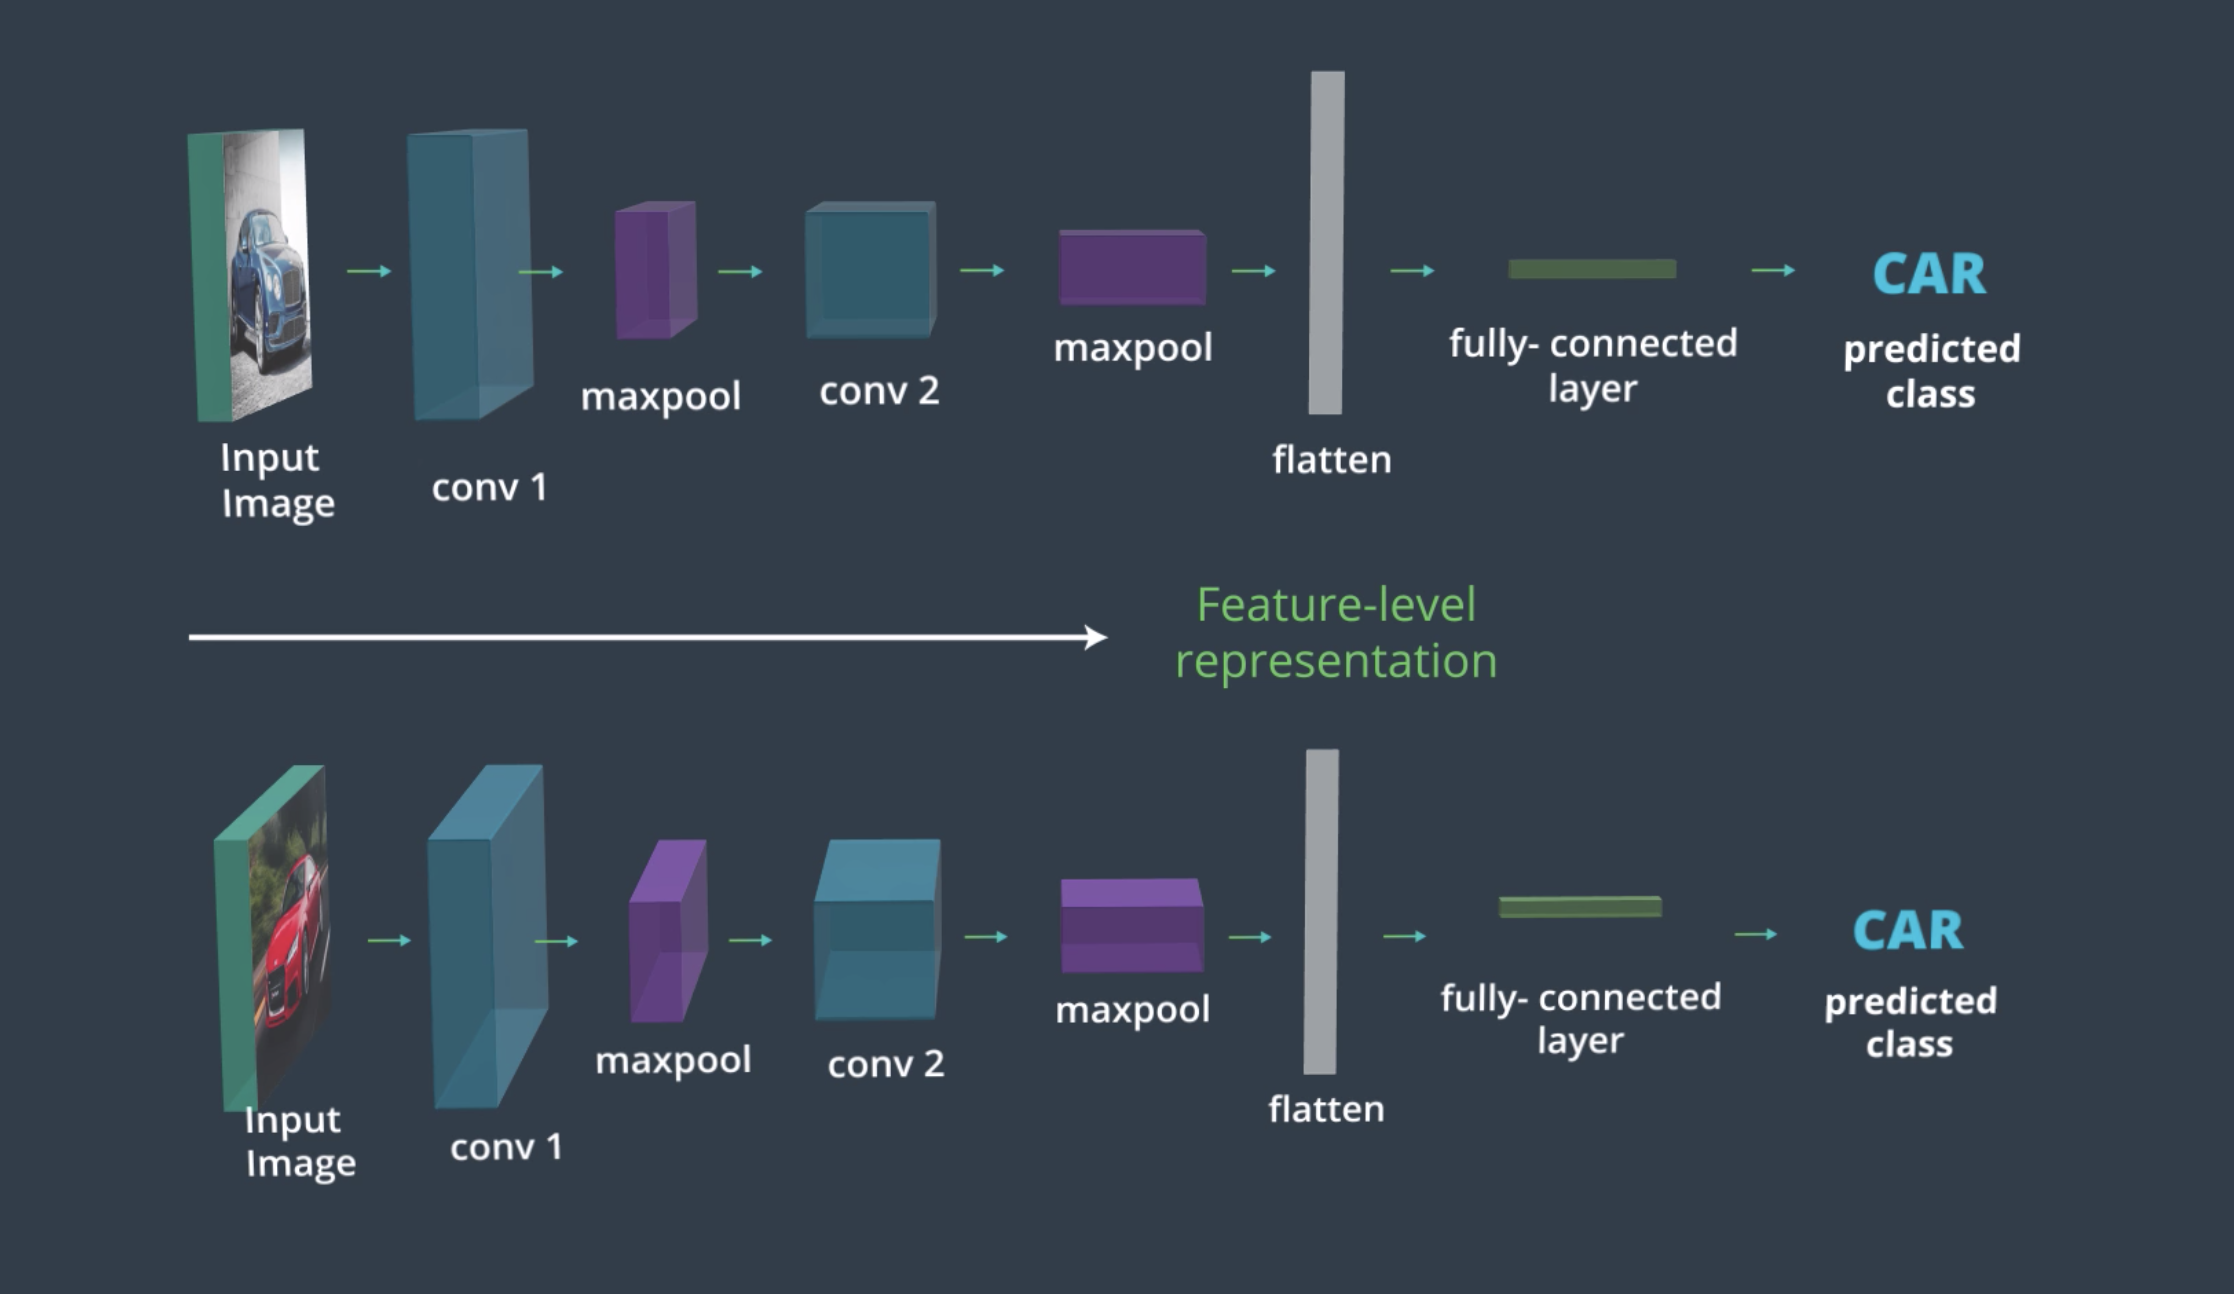 CAR
maxpool
fully- connected
layer
predicted
class
maxpool
conv 2
flatten
Input
Image
conv 1
Feature-level
representation
CAR
maxpool
fully- connected
layer
predicted
class
maxpool
conv 2
flatten
Input
Image
conv 1